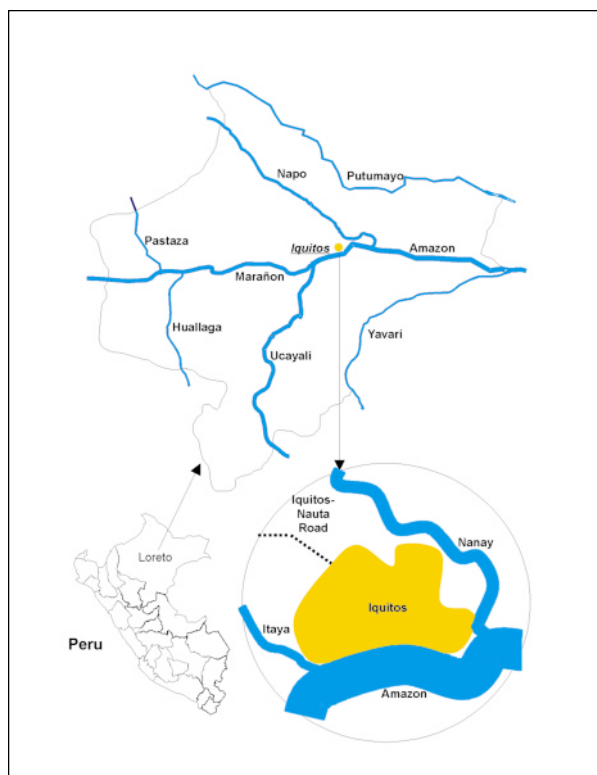 Putumayo
Napo
Iquitos
Amazon
Pastaza
Marañon
Huallaga
Ucayali
Yavari
Iquitos-
Nauta
Road
Nanay
Loreto
Iquitos
Itaya
Peru
Amazon